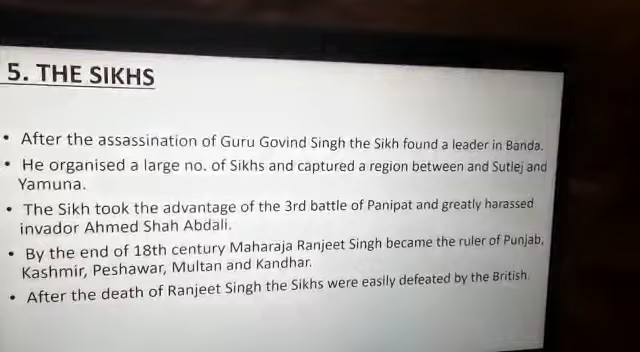 5. THE SIKHS
• After the assassination of Guru Govind Singh the Sikh found a leader in Banda.
• He organised a large no. of Sikhs and captured a region between and Sutlej and
Yamuna.
• The Sikh took the advantage of the 3rd battle of Panipat and greatly harassed
invador Ahmed Shah Abdali.
• By the end of 18th century Maharaja Ranjeet Singh became the ruler of Punjab,
Kashmir, Peshawar, Multan and Kandhar.
• After the death of Ranjeet Singh the Sikhs were easily defeated by the British.